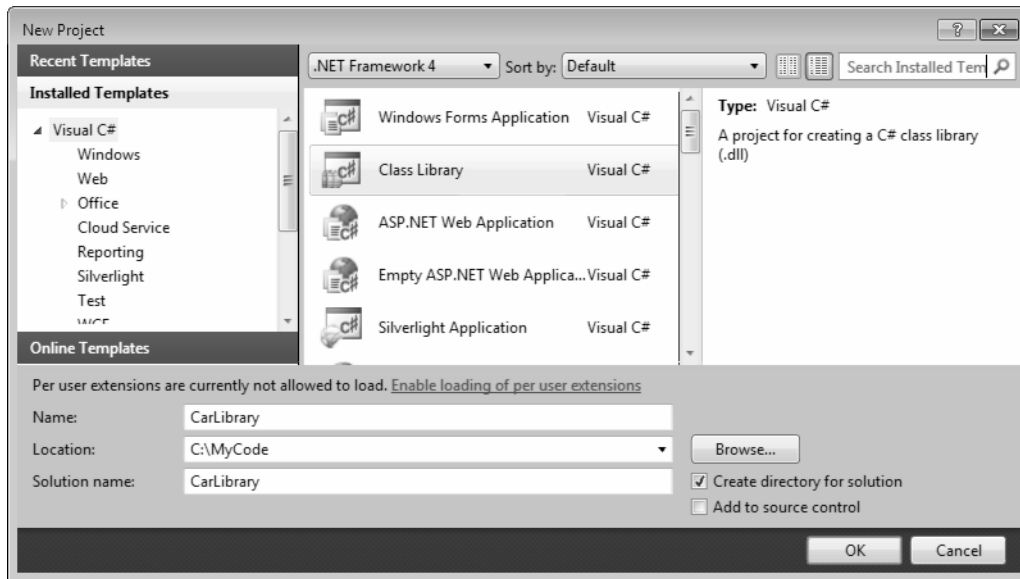 New Project
Recent Templates
Installed Templates
Visual C#
Windows
Web
Office
Cloud Service
Reporting
Silverlight
Test
Online Templates
.NET Framework 4
Sort by: Default
Search Installed Tem
Windows Forms Application Visual C#
Class Library Visual C#
ASP.NET Web Application Visual C#
Empty ASP.NET Web Applica... Visual C#
Silverlight Application Visual C#
Type: Visual C#
A project for creating a C# class library
(.dll)
Per user extensions are currently not allowed to load. Enable loading of per user extensions
Name: CarLibrary
Location: C:\MyCode Browse...
Solution name: CarLibrary
Create directory for solution
Add to source control
OK Cancel